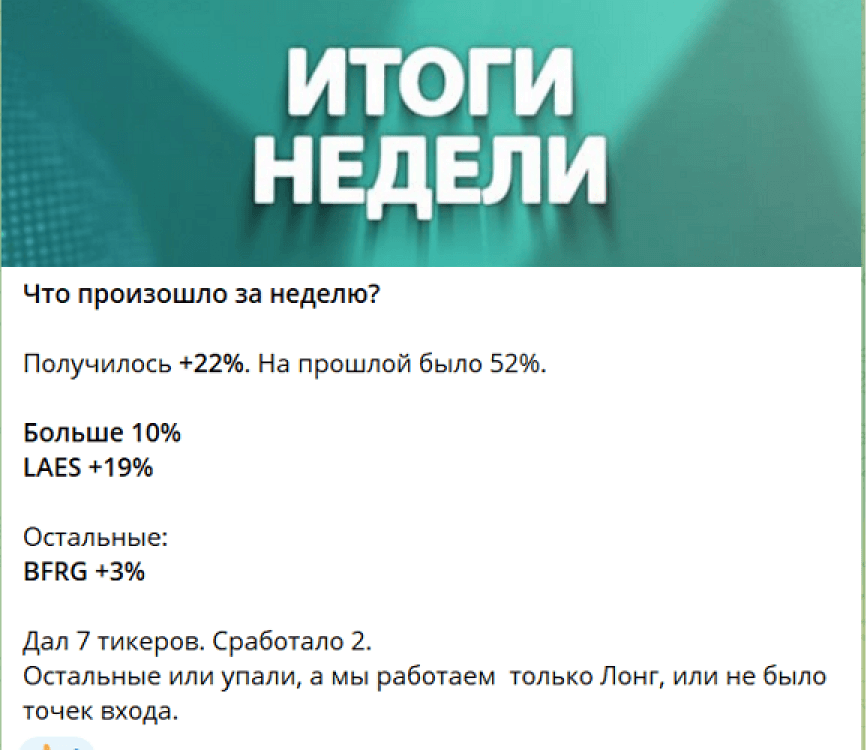 ИТОГИ
НЕДЕЛИ
Что произошло за неделю?
Получилось +22%. На прошлой было 52%.
Больше 10%
LAES +19%
Остальные:
BFRG +3%
Дал 7 тикеров. Сработало 2.
Остальные или упали, а мы работаем  только Лонг, или не было
точек входа.